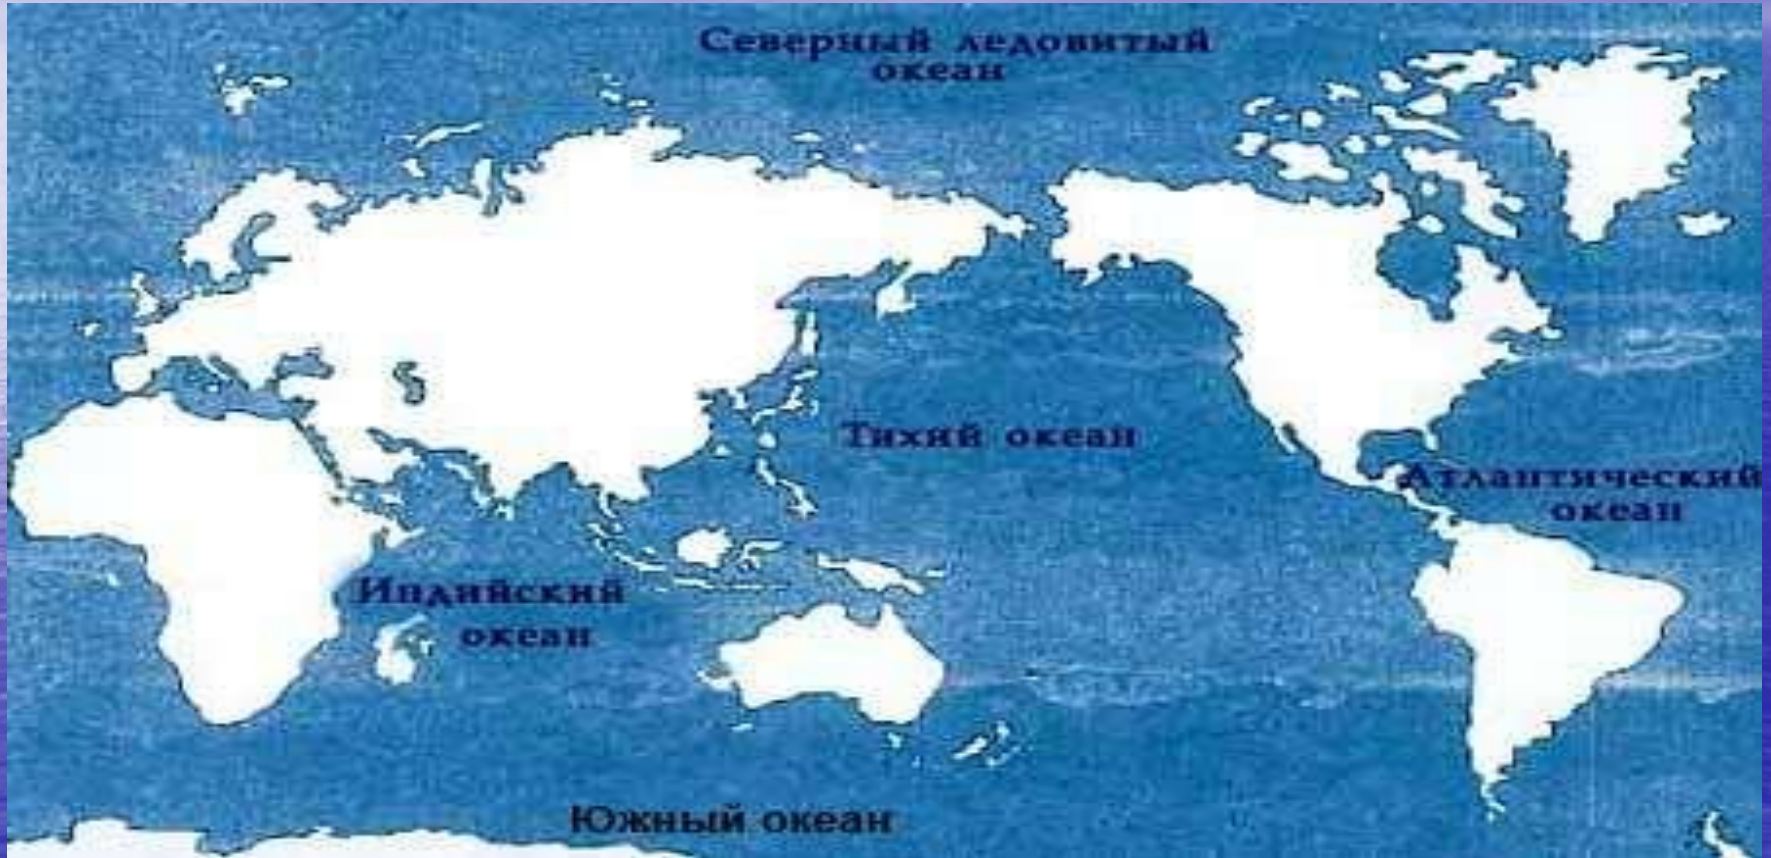 Северный ледовитый
океан
Тихий океан
Атлантический
океан
Индийский
океан
Южный океан